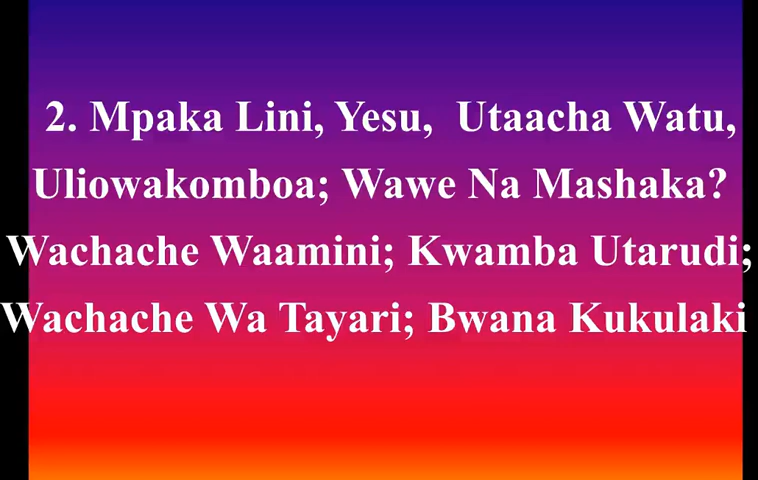 2. Mpaka Lini, Yesu, Utaacha Watu,
Uliowakomboa; Wawe Na Mashaka?
Wachache Waamini; Kwamba Utarudi;
Wachache Wa Tayari; Bwana Kukulaki